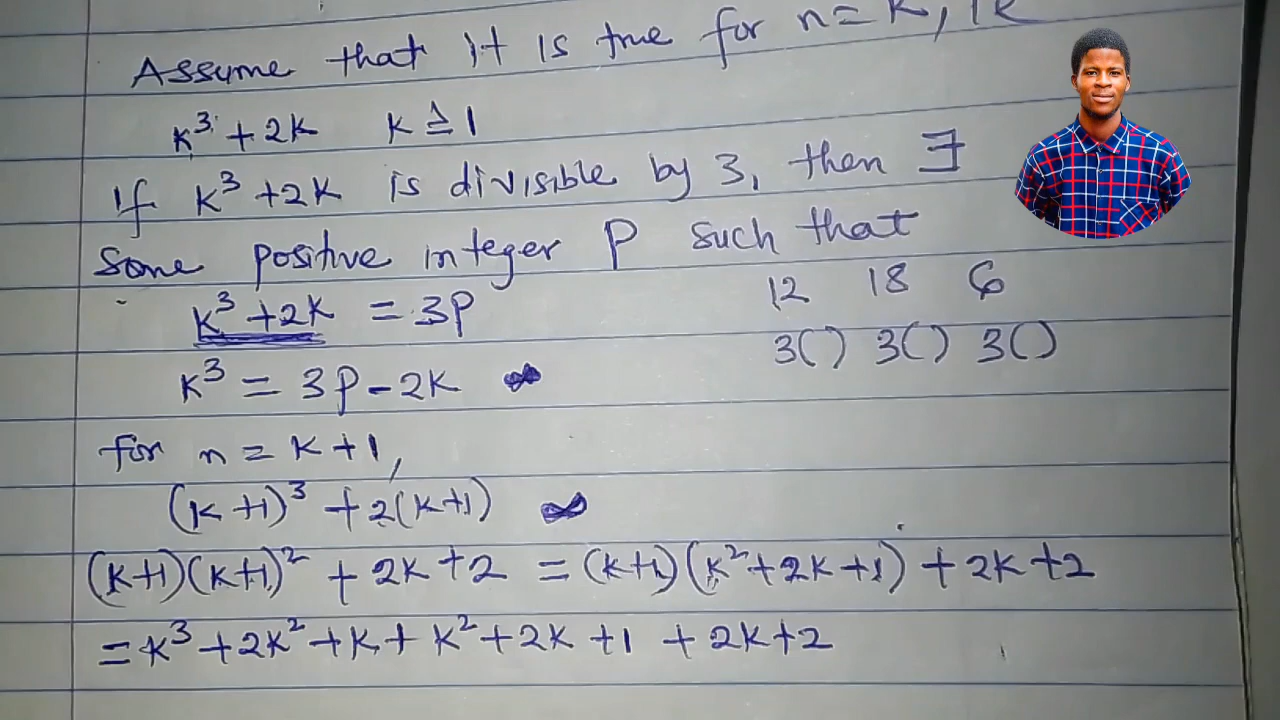 Assume that it is true for n = k, ie
k³ + 2k    k ≥ 1
If k³ + 2k is divisible by 3, then ∃
some positive integer P such that
12 18 6
k³ + 2k = 3P
3( ) 3( ) 3( )
k³ = 3P - 2k
for n = k + 1,
(k+1)³ + 2(k+1)
(k+1)(k+1)² + 2k + 2 = (k+1)(k² + 2k + 1) + 2k + 2
= k³ + 2k² + k + k² + 2k + 1 + 2k + 2